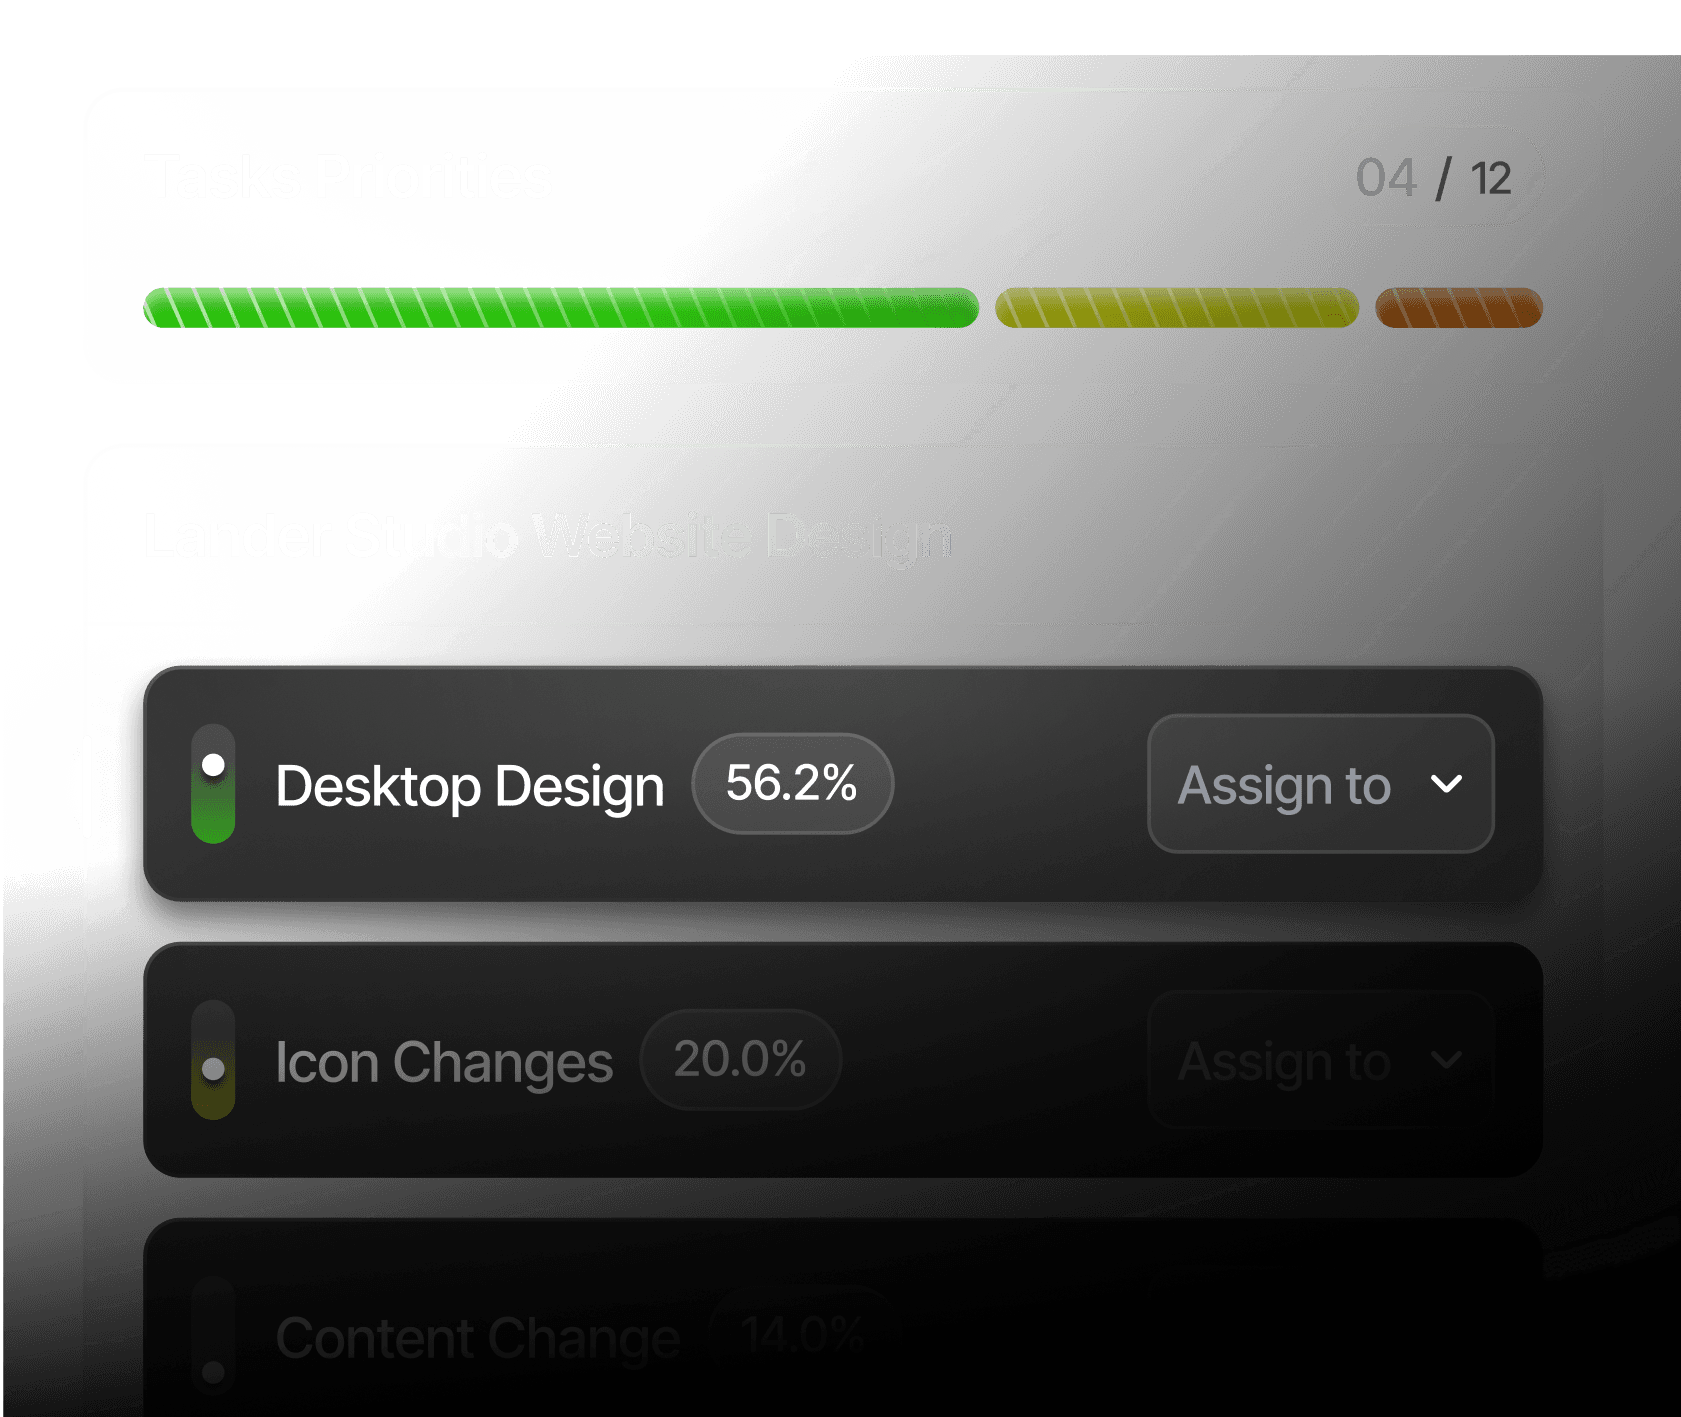 Tasks Priorities
04 / 12
Lander Studio Website Design
Desktop Design 56.2% Assign to
Icon Changes 20.0% Assign to
Content Change 14.0%